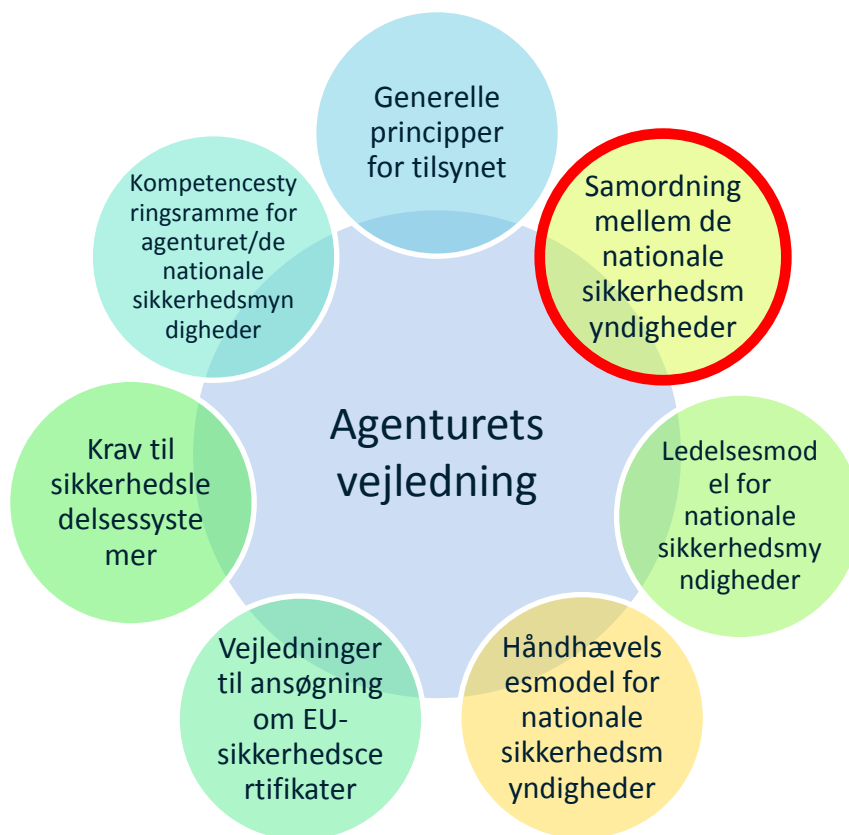 Generelle
principper
for tilsynet
Samordning
mellem de
nationale
sikkerhedsm
yndigheder
Ledelsesmod
el for
nationale
sikkerhedsmy
ndigheder
Håndhævels
esmodel for
nationale
sikkerhedsm
yndigheder
Vejledninger
til ansøgning
om EU-
sikkerhedsce
rtifikater
Krav til
sikkerhedsle
delsessyste
mer
Kompetencesty
ringsramme for
agenturet/de
nationale
sikkerhedsmyn
digheder
Agenturets
vejledning